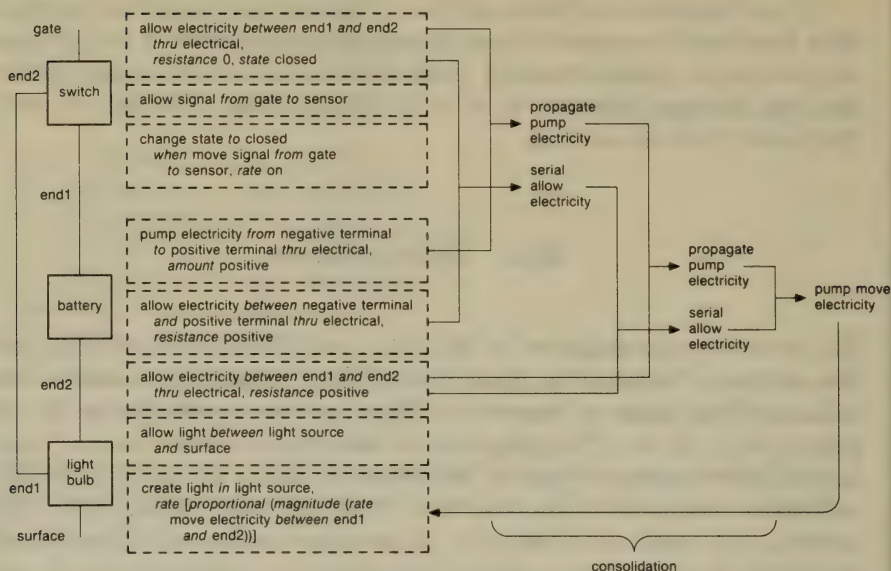 gate
end2
switch
end1
battery
end2
light
bulb
end1
surface
allow electricity between end1 and end2
thru electrical,
resistance 0, state closed
allow signal from gate to sensor
change state to closed
when move signal from gate
to sensor, rate on
pump electricity from negative terminal
to positive terminal thru electrical,
amount positive
allow electricity between negative terminal
and positive terminal thru electrical,
resistance positive
allow electricity between end1 and end2
thru electrical, resistance positive
allow light between light source
and surface
create light in light source,
rate [proportional (magnitude (rate
move electricity between end1
and end2))]
propagate
pump
electricity
serial
allow
electricity
propagate
pump
electricity
serial
allow
electricity
pump move
electricity
consolidation